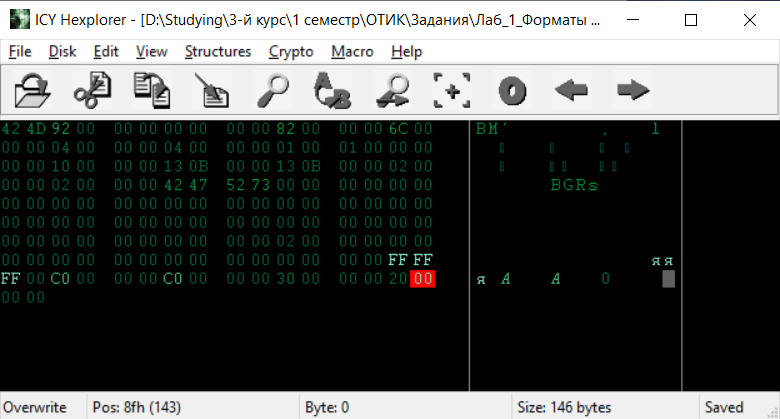 ICY Hexplorer - [D:\Studying\3-й курс\1 семестр\ОТИК\Задания\Лаб_1_Форматы ...
File Disk Edit View Structures Crypto Macro Help
42 4D 92 00 00 00 00 00 00 00 82 00 00 00 6C 00 BM´ ‚ l
00 00 04 00 00 00 04 00 00 00 01 00 01 00 00 00
00 00 10 00 00 00 13 0B 00 00 13 0B 00 00 02 00
00 00 02 00 00 00 42 47 52 73 00 00 00 00 00 00 BGRs
00 00 00 00 00 00 00 00 00 00 00 00 00 00 00 00
00 00 00 00 00 00 00 00 00 00 00 00 00 00 00 00
00 00 00 00 00 00 00 00 00 00 02 00 00 00 00 00
00 00 00 00 00 00 00 00 00 00 00 00 00 00 FF FF яя
FF 00 C0 00 00 00 C0 00 00 00 30 00 00 00 20 00 я А А 0
00 00
Overwrite Pos: 8fh (143) Byte: 0 Size: 146 bytes Saved